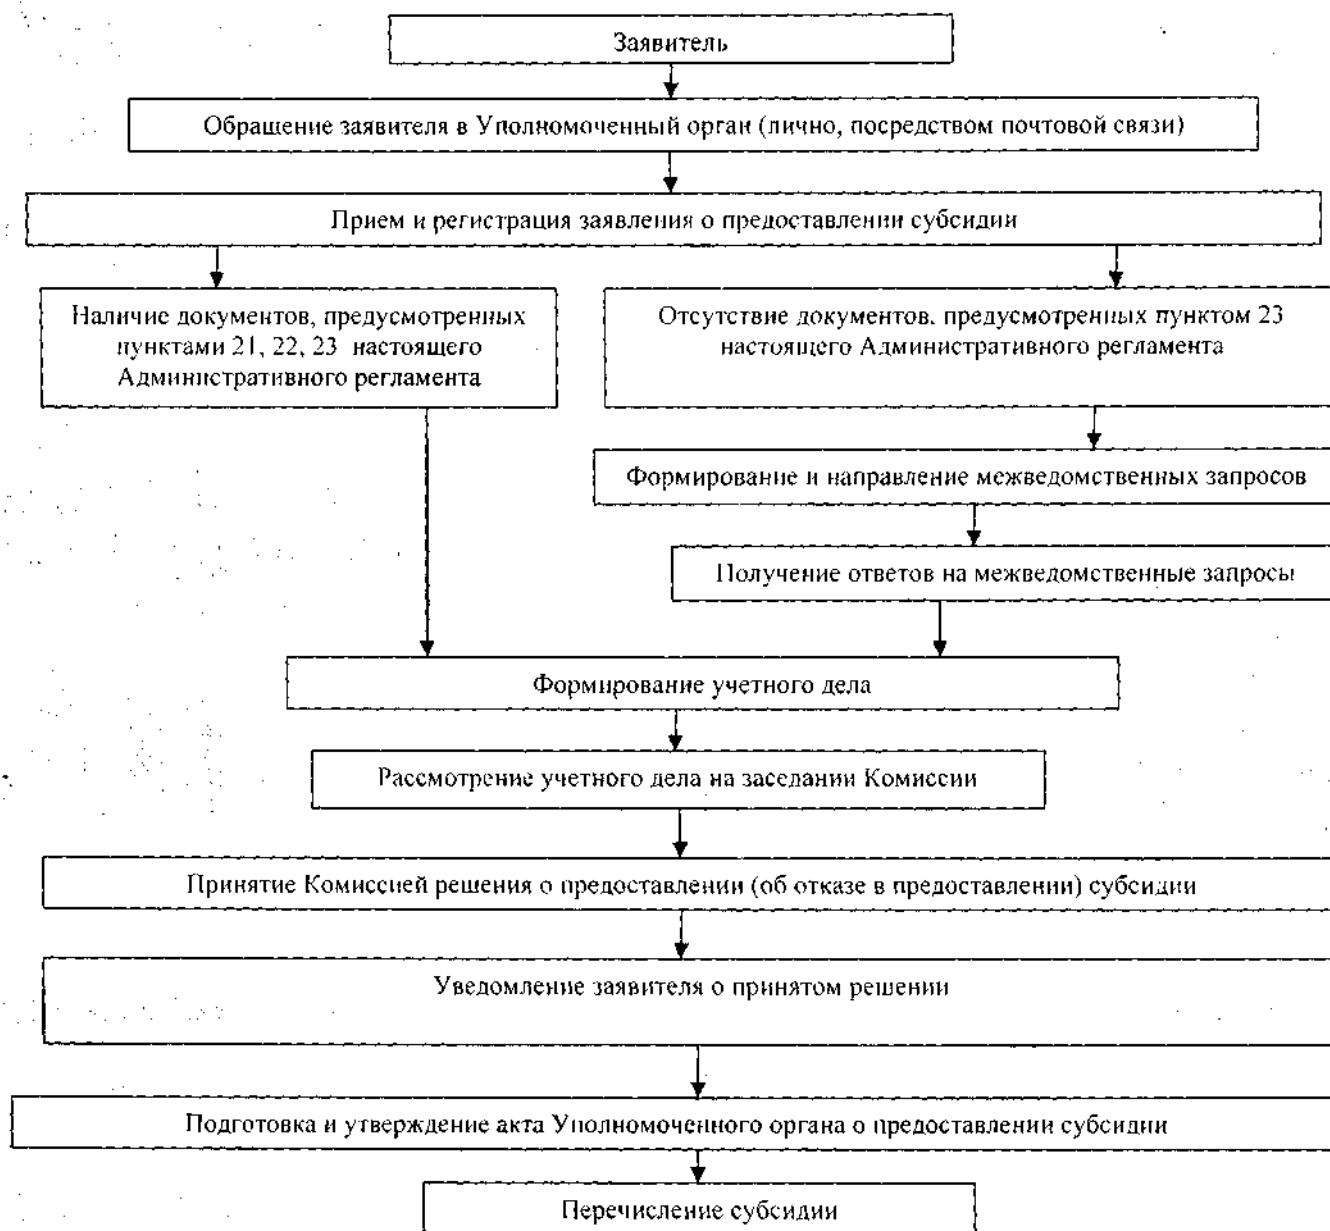 Заявитель
Обращение заявителя в Уполномоченный орган (лично, посредством почтовой связи)
Прием и регистрация заявления о предоставлении субсидии
Наличие документов, предусмотренных
пунктами 21, 22, 23 настоящего
Административного регламента
Отсутствие документов, предусмотренных пунктом 23
настоящего Административного регламента
Формирование и направление межведомственных запросов
Получение ответов на межведомственные запросы
Формирование учетного дела
Рассмотрение учетного дела на заседании Комиссии
Принятие Комиссией решения о предоставлении (об отказе в предоставлении) субсидии
Уведомление заявителя о принятом решении
Подготовка и утверждение акта Уполномоченного органа о предоставлении субсидии
Перечисление субсидии